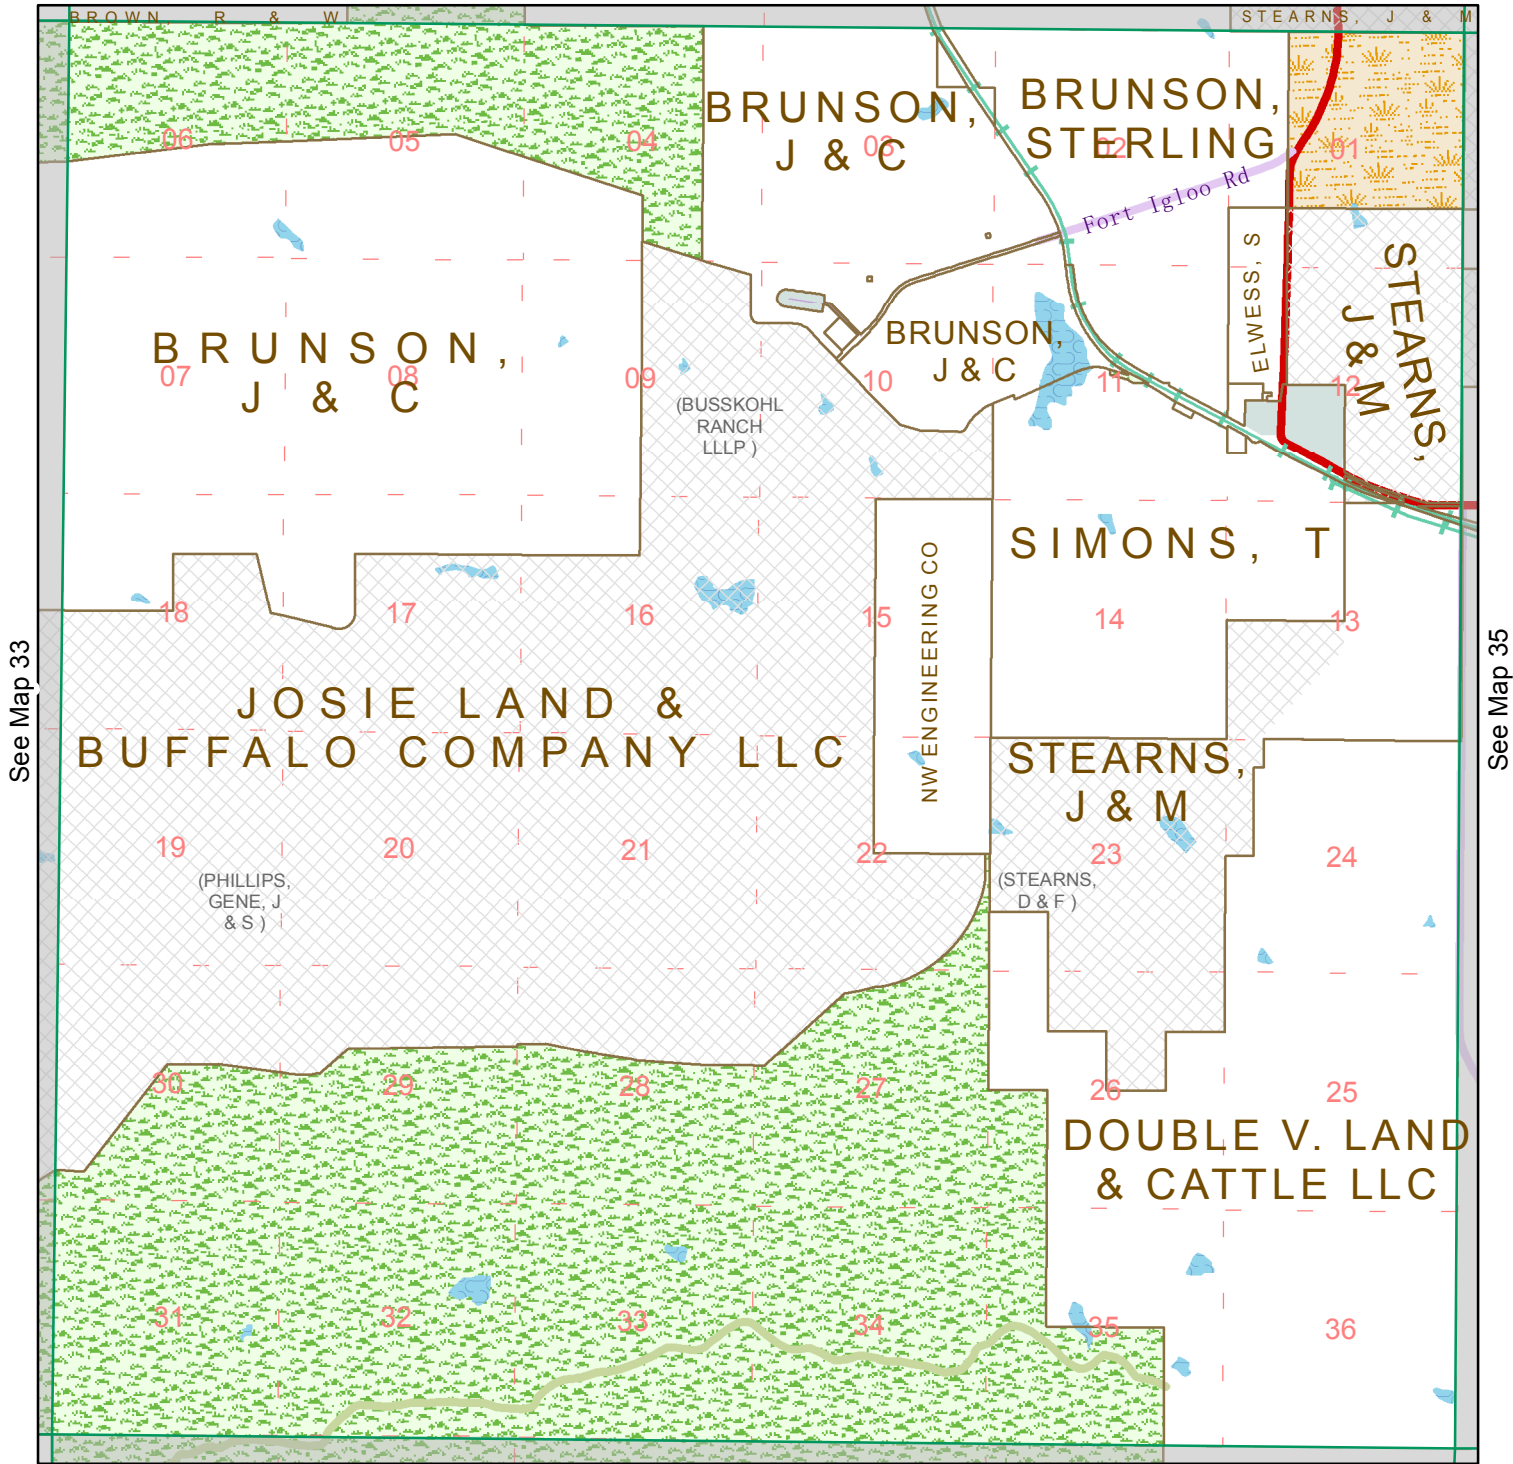 BROWN, R & W
STEARNS, J & M
BRUNSON,
J & C
BRUNSON,
STERLING
06
05
04
03
02
01
Fort Igloo Rd
ELWESS, S
STEARNS,
J & M
BRUNSON,
J & C
BRUNSON,
J & C
07
08
09
10
11
12
(BUSSKOHL
RANCH
LLLP )
SIMONS, T
NW ENGINEERING CO
18
17
16
15
14
13
See Map 33
See Map 35
JOSIE LAND &
BUFFALO COMPANY LLC
STEARNS,
J & M
19
20
21
22
23
24
(PHILLIPS,
GENE, J
& S )
(STEARNS,
D & F )
30
29
28
27
26
25
DOUBLE V. LAND
& CATTLE LLC
31
32
33
34
35
36